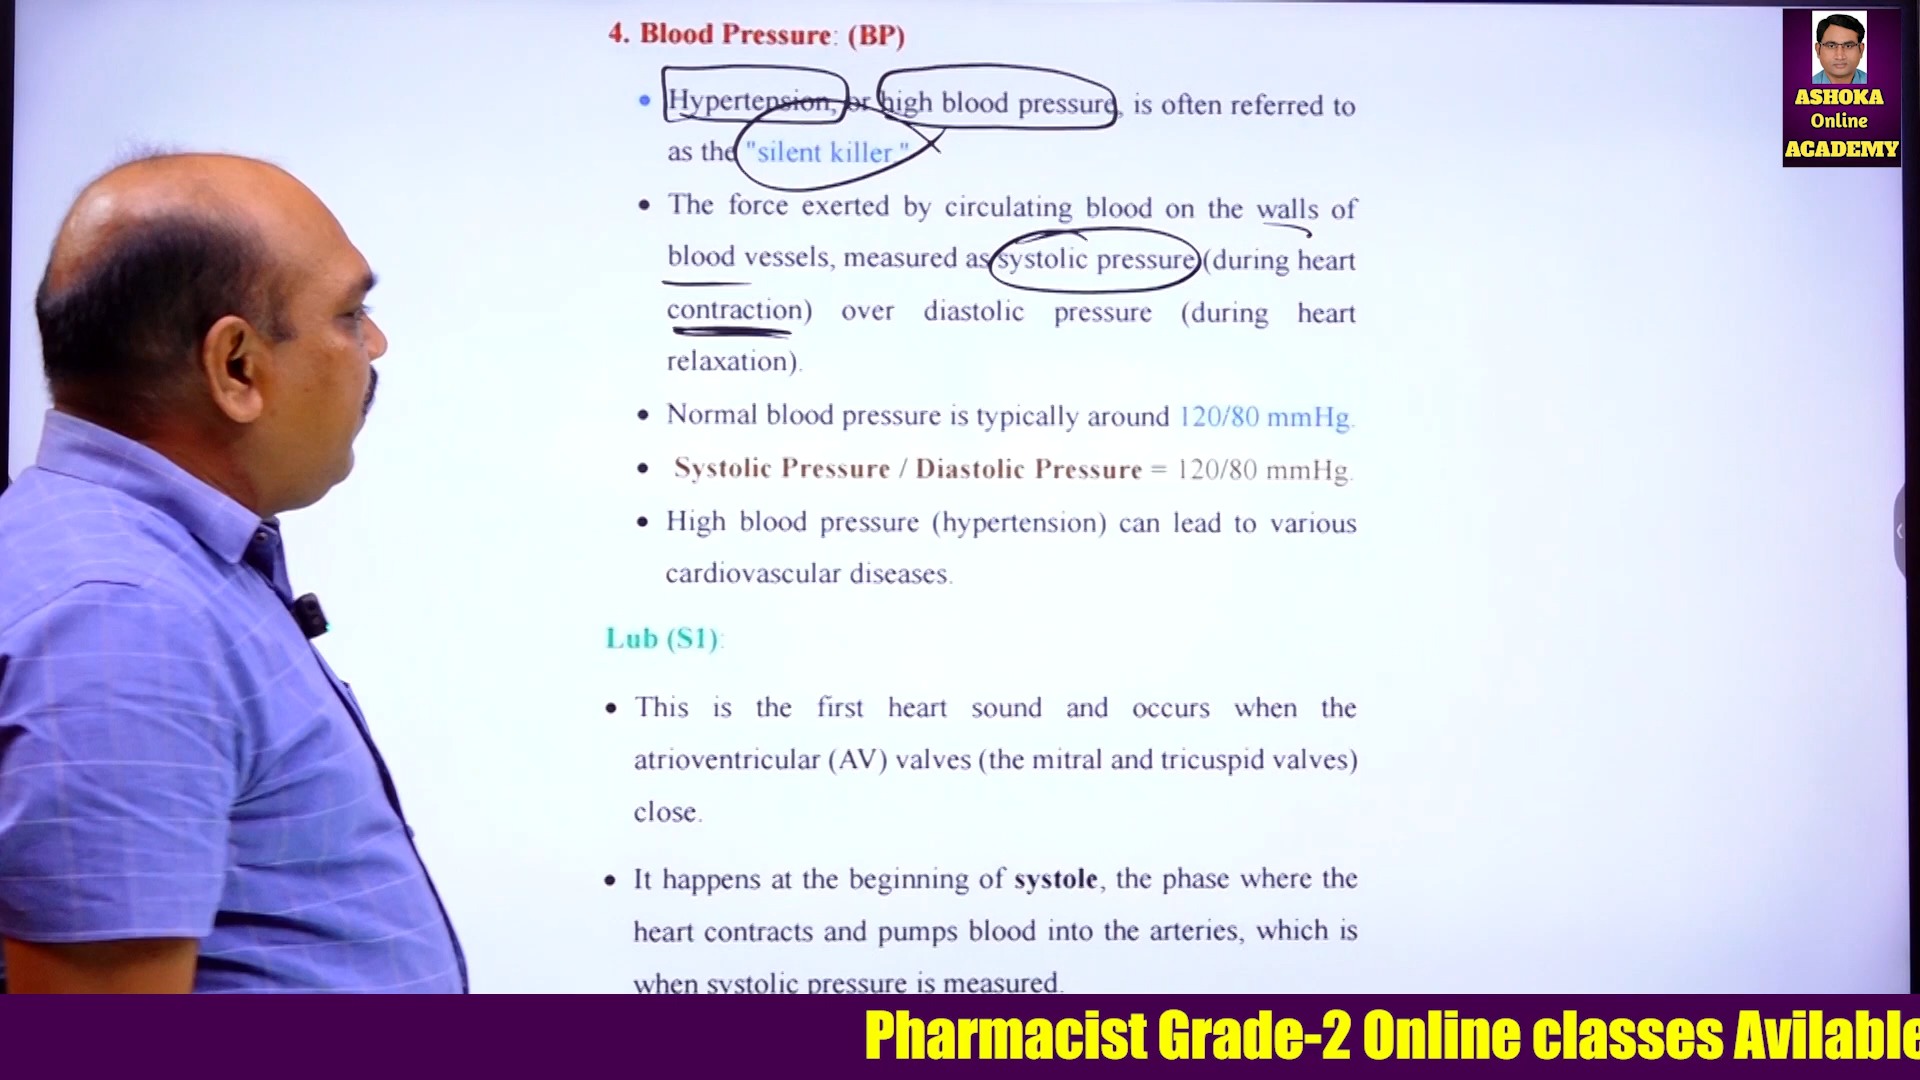 4. Blood Pressure: (BP)
• Hypertension, or high blood pressure, is often referred to
as the "silent killer."
• The force exerted by circulating blood on the walls of
blood vessels, measured as systolic pressure (during heart
contraction) over diastolic pressure (during heart
relaxation).
• Normal blood pressure is typically around 120/80 mmHg.
• Systolic Pressure / Diastolic Pressure = 120/80 mmHg.
• High blood pressure (hypertension) can lead to various
cardiovascular diseases.
Lub (S1):
• This is the first heart sound and occurs when the
atrioventricular (AV) valves (the mitral and tricuspid valves)
close.
• It happens at the beginning of systole, the phase where the
heart contracts and pumps blood into the arteries, which is
when systolic pressure is measured.
ASHOKA
Online
ACADEMY
Pharmacist Grade-2 Online classes Avilable